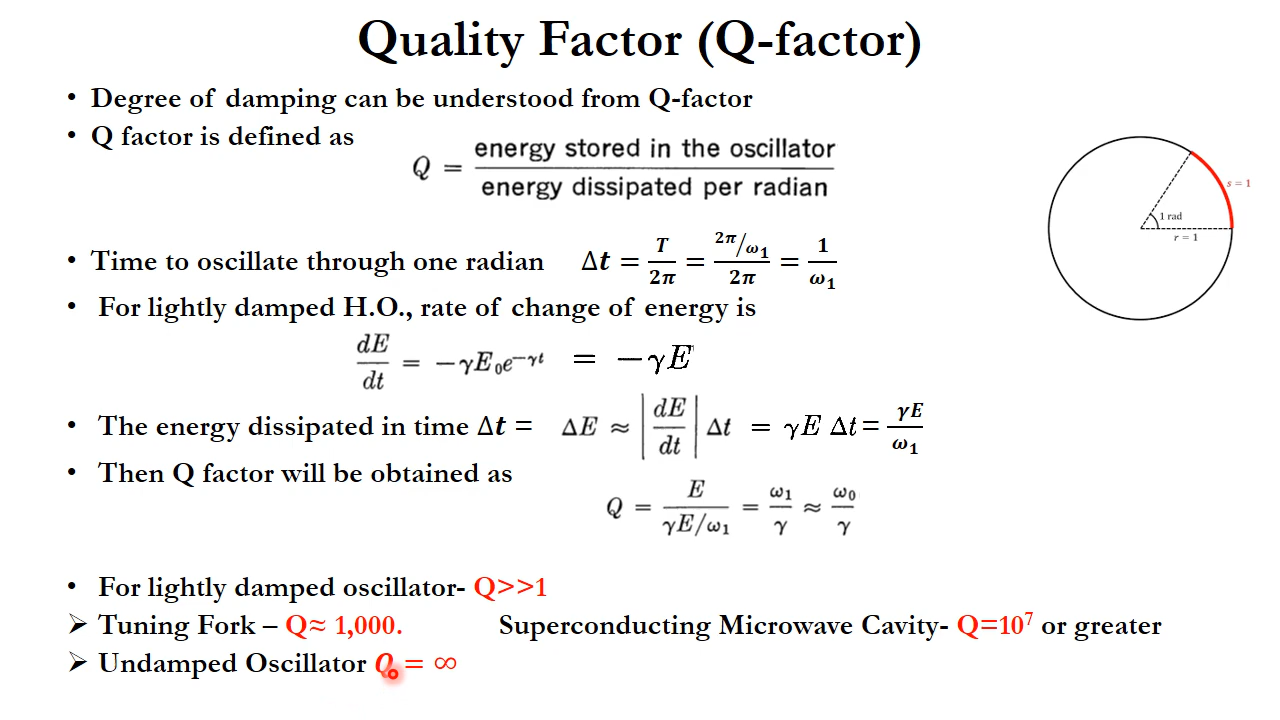 Quality Factor (Q-factor)
• Degree of damping can be understood from Q-factor
• Q factor is defined as
Q = energy stored in the oscillator / energy dissipated per radian
s = 1
1 rad
r = 1
• Time to oscillate through one radian Δt = T/2π = (2π/ω₁)/2π = 1/ω₁
• For lightly damped H.O., rate of change of energy is
dE/dt = −γE₀e^−γt = −γE
• The energy dissipated in time Δt = ΔE ≈ |dE/dt| Δt = γE Δt = γE/ω₁
• Then Q factor will be obtained as
Q = E/(γE/ω₁) = ω₁/γ ≈ ω₀/γ
• For lightly damped oscillator- Q>>1
➤ Tuning Fork – Q≈ 1,000. Superconducting Microwave Cavity- Q=10⁷ or greater
➤ Undamped Oscillator Q = ∞